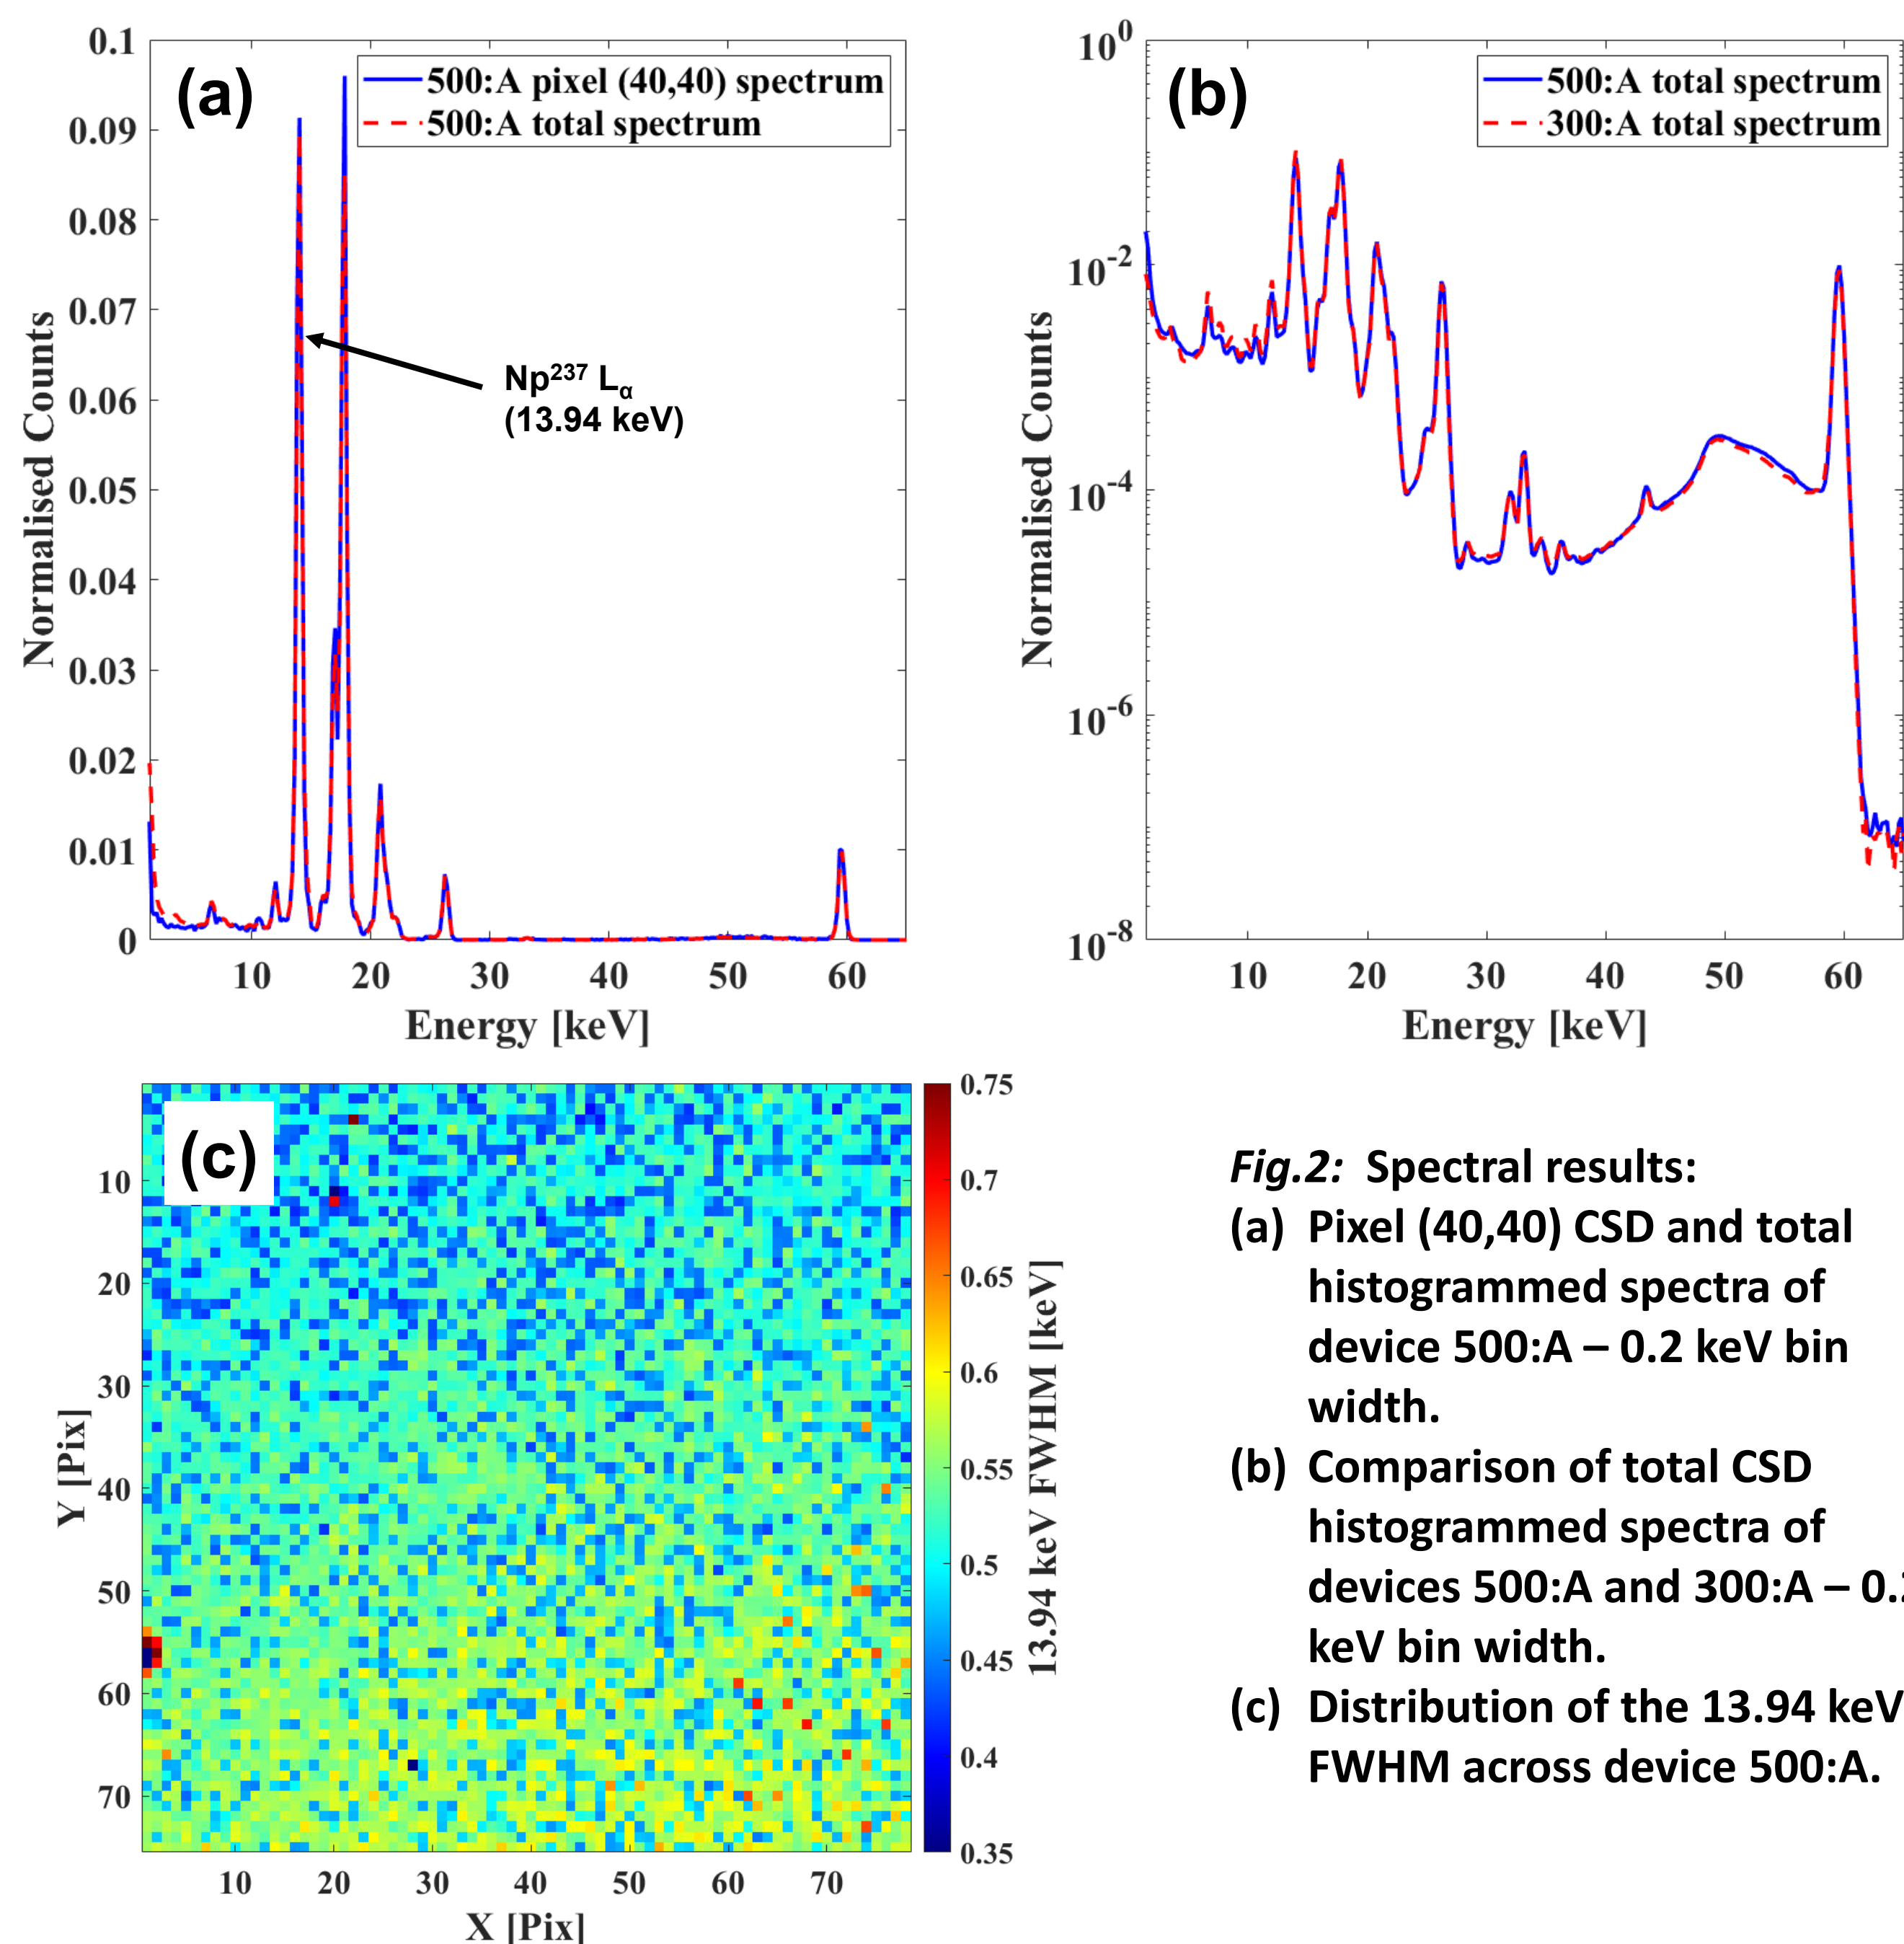 (a)
500:A pixel (40,40) spectrum
500:A total spectrum
0.1
0.09
0.08
0.07
0.06
0.05
0.04
0.03
0.02
0.01
0
Normalised Counts
Np²³⁷ Lα
(13.94 keV)
10 20 30 40 50 60
Energy [keV]
(b)
500:A total spectrum
300:A total spectrum
10⁰
10⁻²
10⁻⁴
10⁻⁶
10⁻⁸
Normalised Counts
10 20 30 40 50 60
Energy [keV]
(c)
10
20
30
40
50
60
70
Y [Pix]
10 20 30 40 50 60 70
X [Pix]
0.75
0.7
0.65
0.6
0.55
0.5
0.45
0.4
0.35
13.94 keV FWHM [keV]
Fig.2: Spectral results:
(a) Pixel (40,40) CSD and total
histogrammed spectra of
device 500:A – 0.2 keV bin
width.
(b) Comparison of total CSD
histogrammed spectra of
devices 500:A and 300:A – 0.
keV bin width.
(c) Distribution of the 13.94 keV
FWHM across device 500:A.